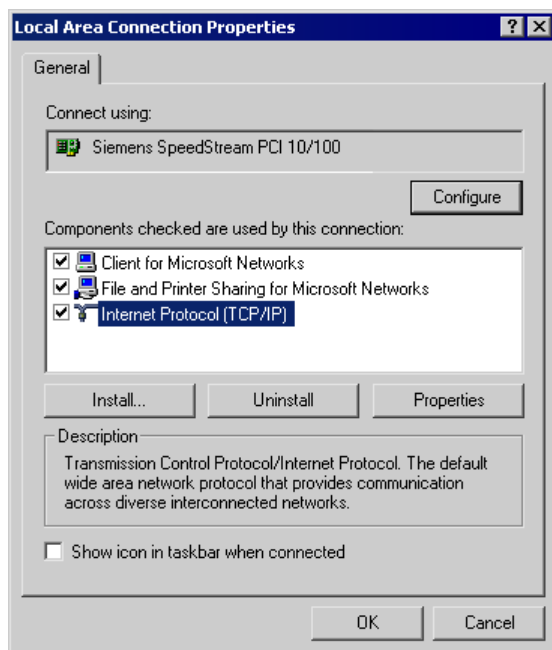 Local Area Connection Properties
General
Connect using:
Siemens SpeedStream PCI 10/100
Configure
Components checked are used by this connection:
Client for Microsoft Networks
File and Printer Sharing for Microsoft Networks
Internet Protocol (TCP/IP)
Install... Uninstall Properties
Description
Transmission Control Protocol/Internet Protocol. The default
wide area network protocol that provides communication
across diverse interconnected networks.
Show icon in taskbar when connected
OK Cancel